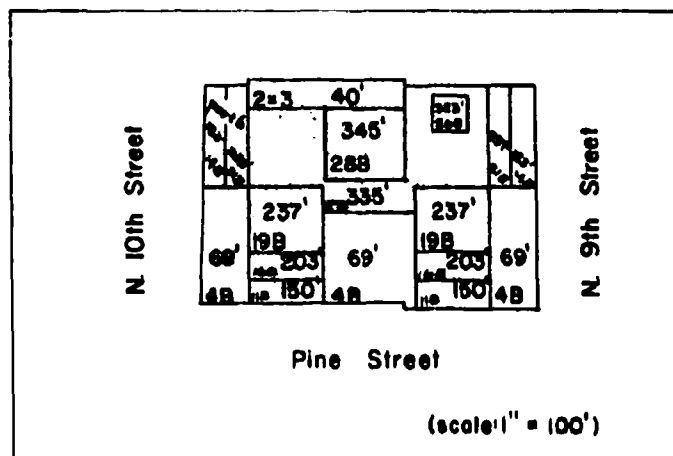 2=3 40'
345'
28B
335'
237'
19B
203'
150'
69'
4B
69'
4B
237'
19B
203'
150'
69'
4B
N. 10th Street
N. 9th Street
Pine Street
(scale:1" = 100')